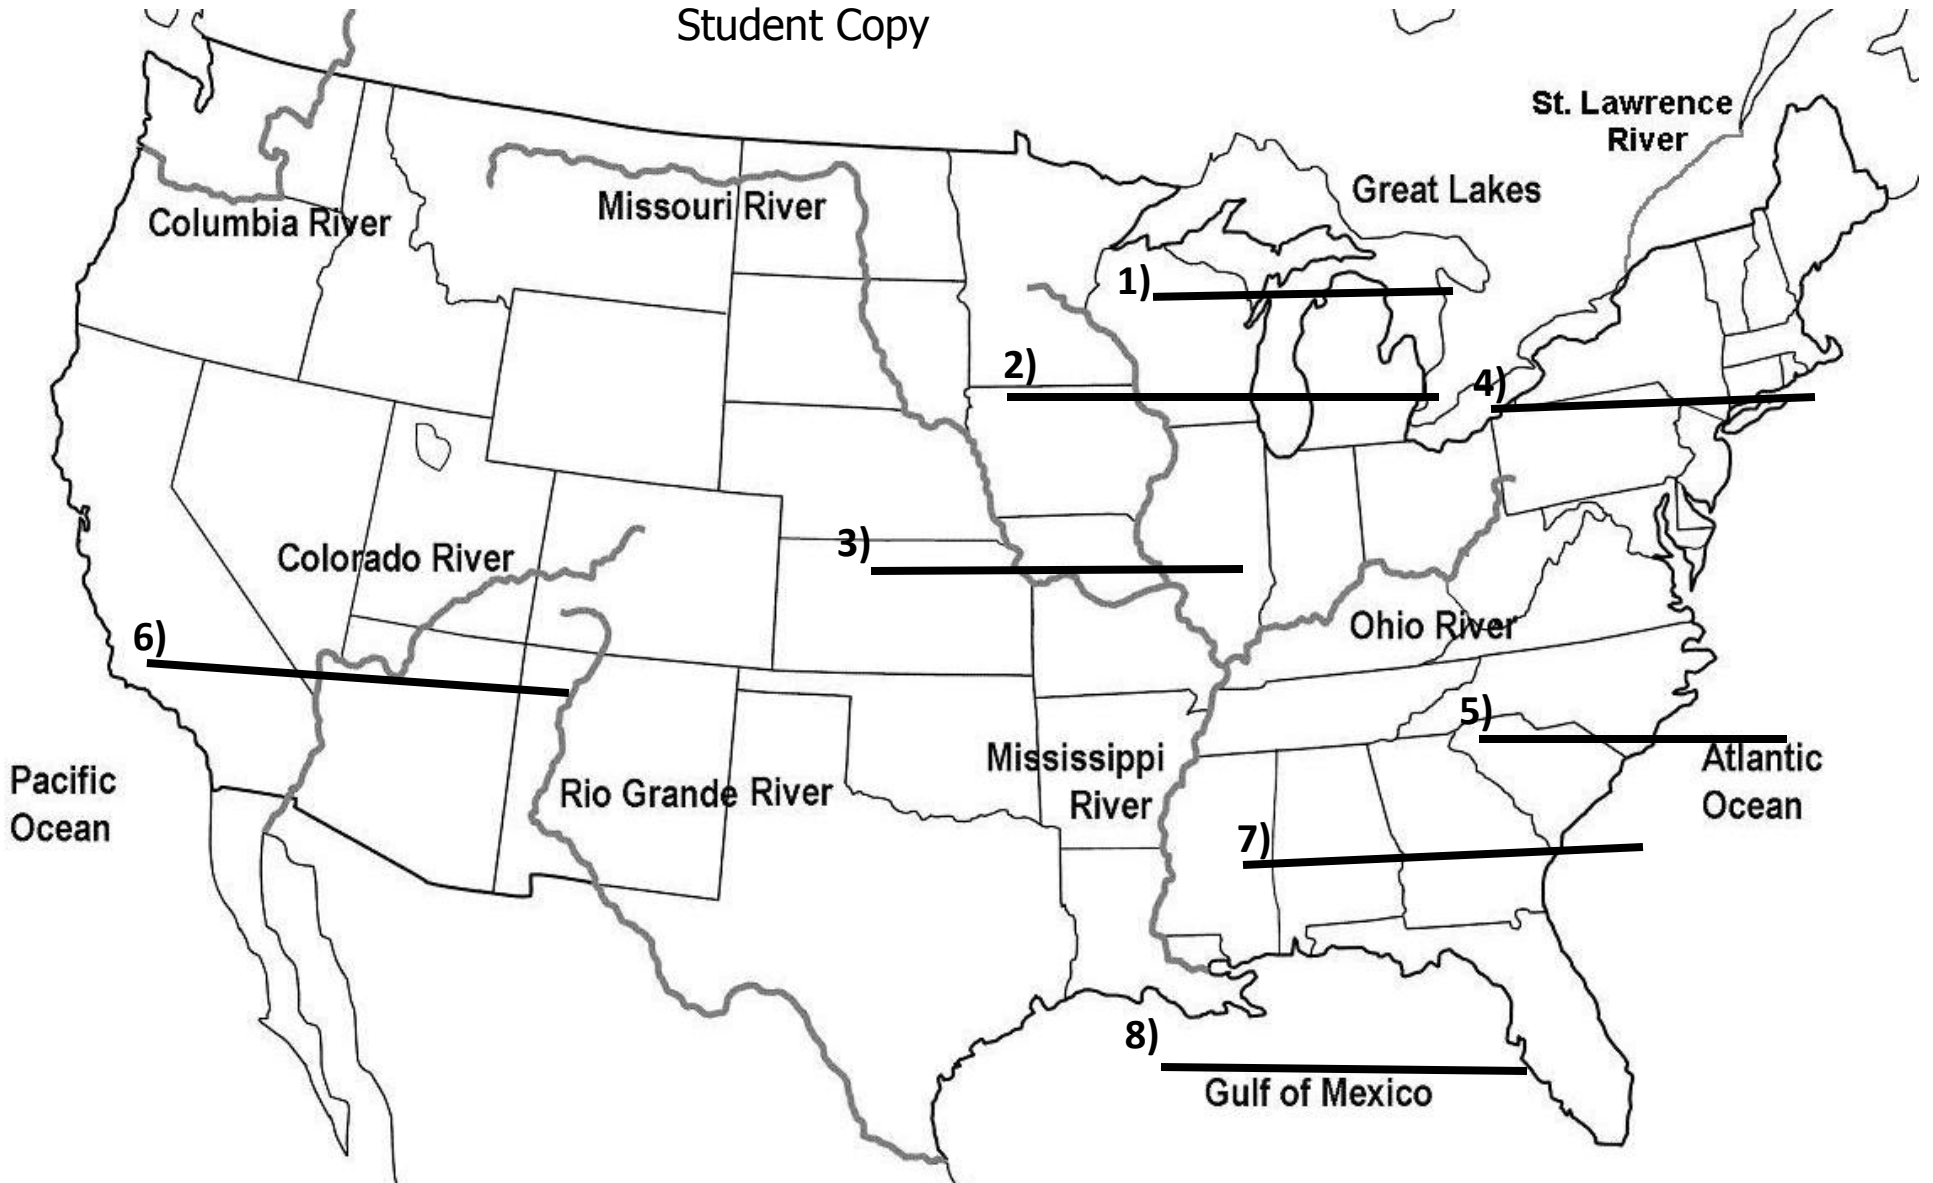 Student Copy
St. Lawrence
River
Great Lakes
Missouri River
Columbia River
1)
2)
4)
3)
Colorado River
Ohio River
6)
5)
Mississippi
River
Atlantic
Ocean
Pacific
Ocean
Rio Grande River
7)
8)
Gulf of Mexico